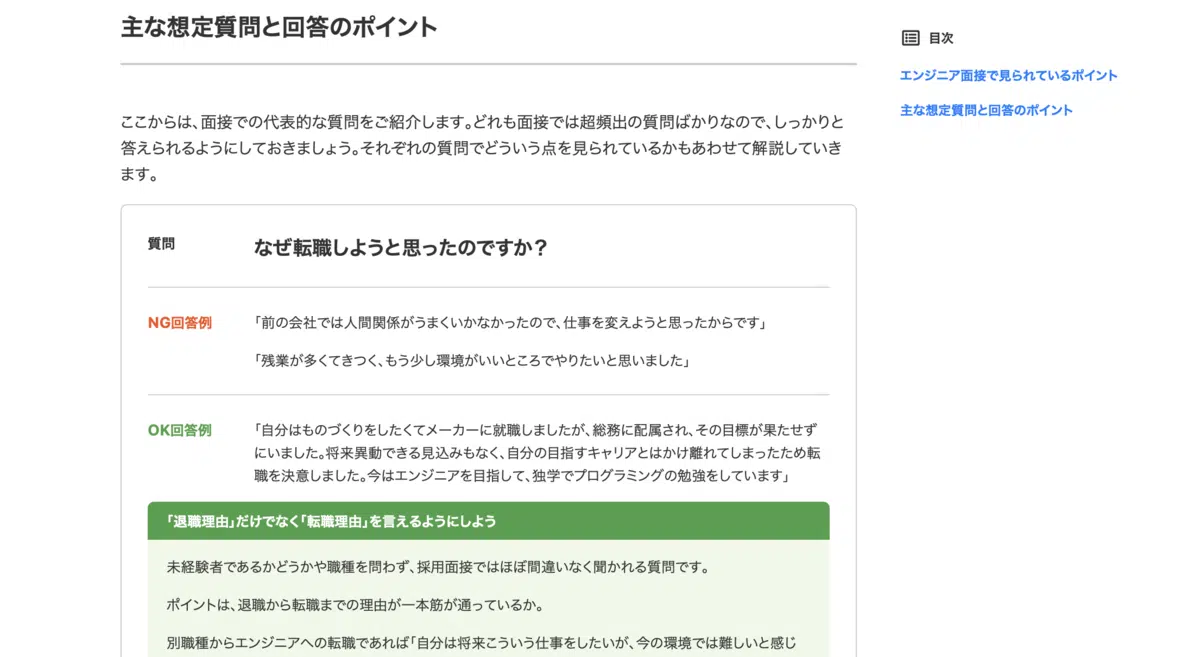 主な想定質問と回答のポイント
目次
エンジニア面接で見られているポイント
主な想定質問と回答のポイント
ここからは、面接での代表的な質問をご紹介します。どれも面接では超頻出の質問ばかりなので、しっかりと
答えられるようにしておきましょう。それぞれの質問でどういう点を見られているかもあわせて解説していき
ます。
質問 なぜ転職しようと思ったのですか？
NG回答例 「前の会社では人間関係がうまくいかなかったので、仕事を変えようと思ったからです」
「残業が多くてきつく、もう少し環境がいいところでやりたいと思いました」
OK回答例 「自分はものづくりをしたくてメーカーに就職しましたが、総務に配属され、その目標が果たせず
にいました。将来異動できる見込みもなく、自分の目指すキャリアとはかけ離れてしまったため転
職を決意しました。今はエンジニアを目指して、独学でプログラミングの勉強をしています」
「退職理由」だけでなく「転職理由」を言えるようにしよう
未経験者であるかどうかや職種を問わず、採用面接ではほぼ間違いなく聞かれる質問です。
ポイントは、退職から転職までの理由が一本筋が通っているか。
別職種からエンジニアへの転職であれば「自分は将来こういう仕事をしたいが、今の環境では難しいと感じ